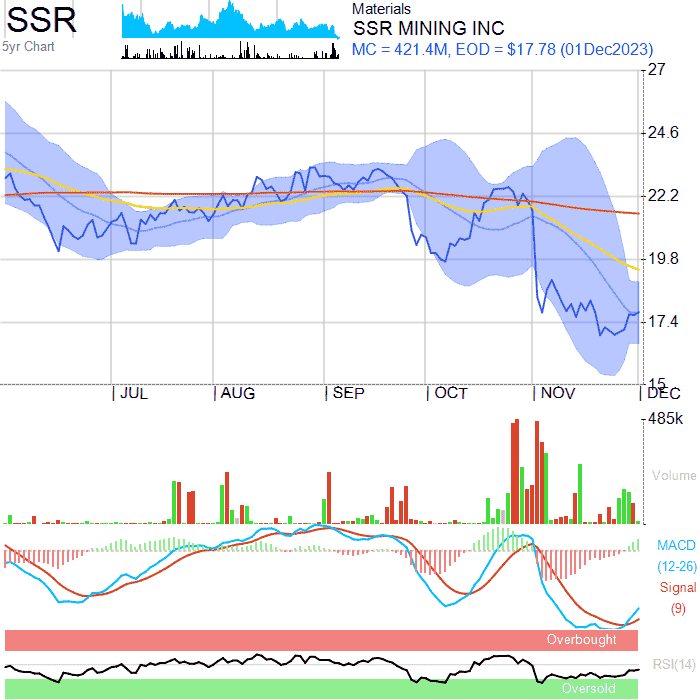 SSR
5yr Chart
Materials
SSR MINING INC
MC = 421.4M, EOD = $17.78 (01Dec2023)
27
24.6
22.2
19.8
17.4
15
JUL AUG SEP OCT NOV DEC
485k
Volume
MACD
(12-26)
Signal
(9)
Overbought
RSI(14)
Oversold